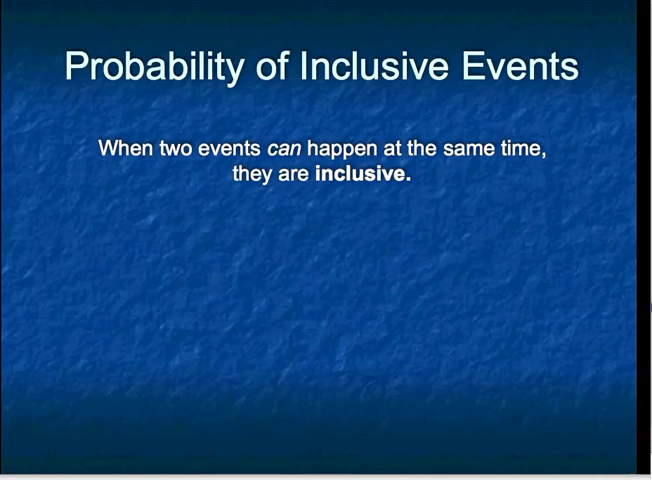 Probability of Inclusive Events
When two events can happen at the same time,
they are inclusive.